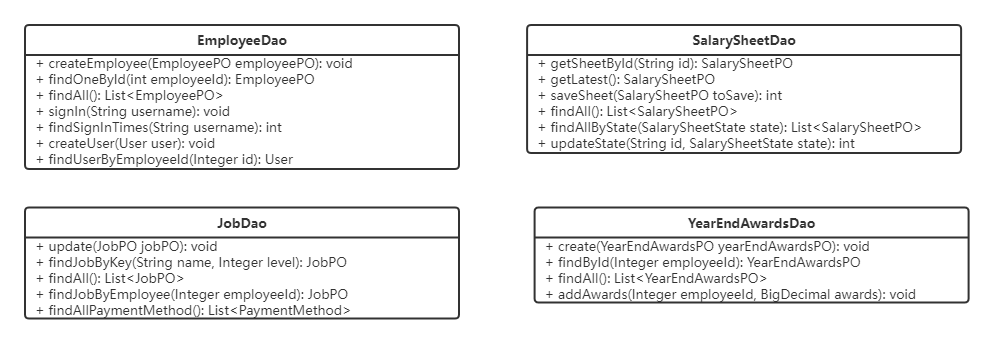 EmployeeDao
+ createEmployee(EmployeePO employeePO): void
+ findOneById(int employeeId): EmployeePO
+ findAll(): List<EmployeePO>
+ signIn(String username): void
+ findSignInTimes(String username): int
+ createUser(User user): void
+ findUserByEmployeeId(Integer id): User
SalarySheetDao
+ getSheetById(String id): SalarySheetPO
+ getLatest(): SalarySheetPO
+ saveSheet(SalarySheetPO toSave): int
+ findAll(): List<SalarySheetPO>
+ findAllByState(SalarySheetState state): List<SalarySheetPO>
+ updateState(String id, SalarySheetState state): int
JobDao
+ update(JobPO jobPO): void
+ findJobByKey(String name, Integer level): JobPO
+ findAll(): List<JobPO>
+ findJobByEmployee(Integer employeeId): JobPO
+ findAllPaymentMethod(): List<PaymentMethod>
YearEndAwardsDao
+ create(YearEndAwardsPO yearEndAwardsPO): void
+ findById(Integer employeeId): YearEndAwardsPO
+ findAll(): List<YearEndAwardsPO>
+ addAwards(Integer employeeId, BigDecimal awards): void